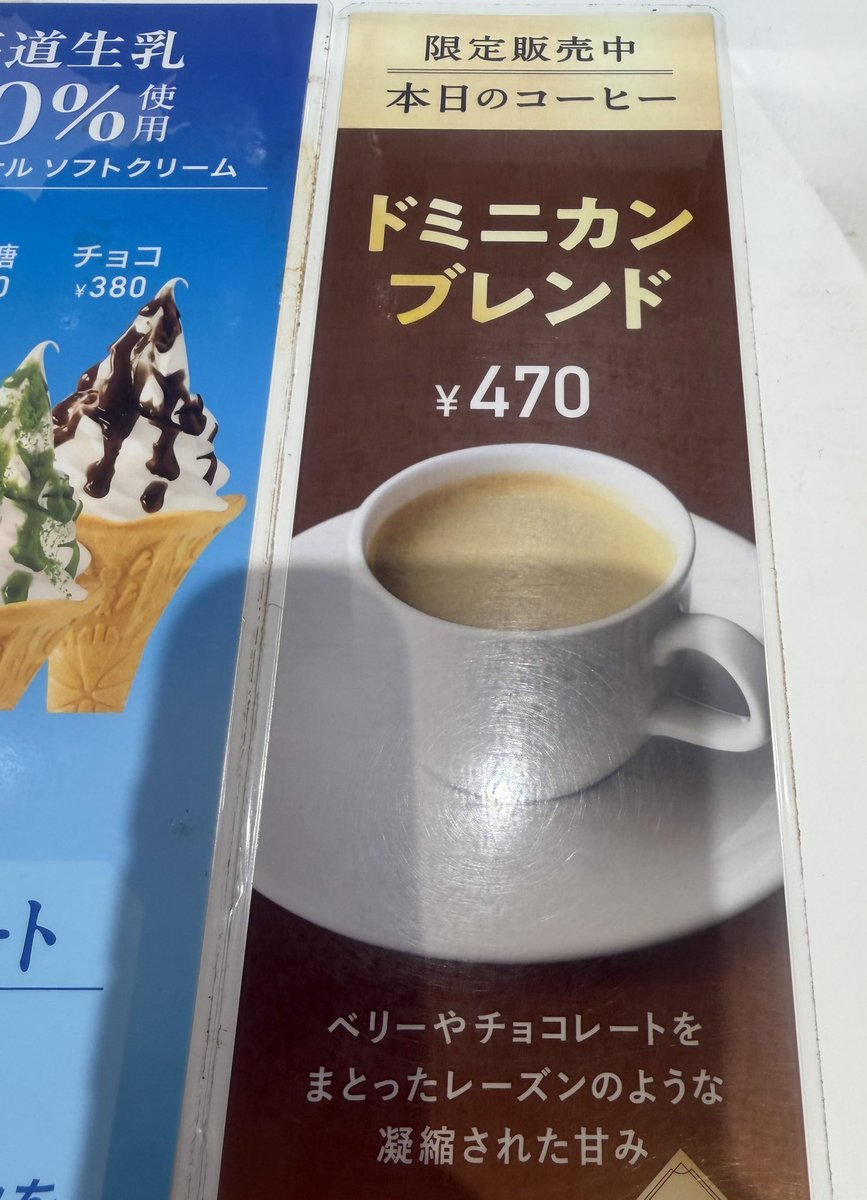 道生乳
0%使用
ル ソフトクリーム
糖
チョコ
0
¥380
ート
限定販売中
本日のコーヒー
ドミニカン
ブレンド
¥470
ベリーやチョコレートを
まとったレーズンのような
凝縮された甘み